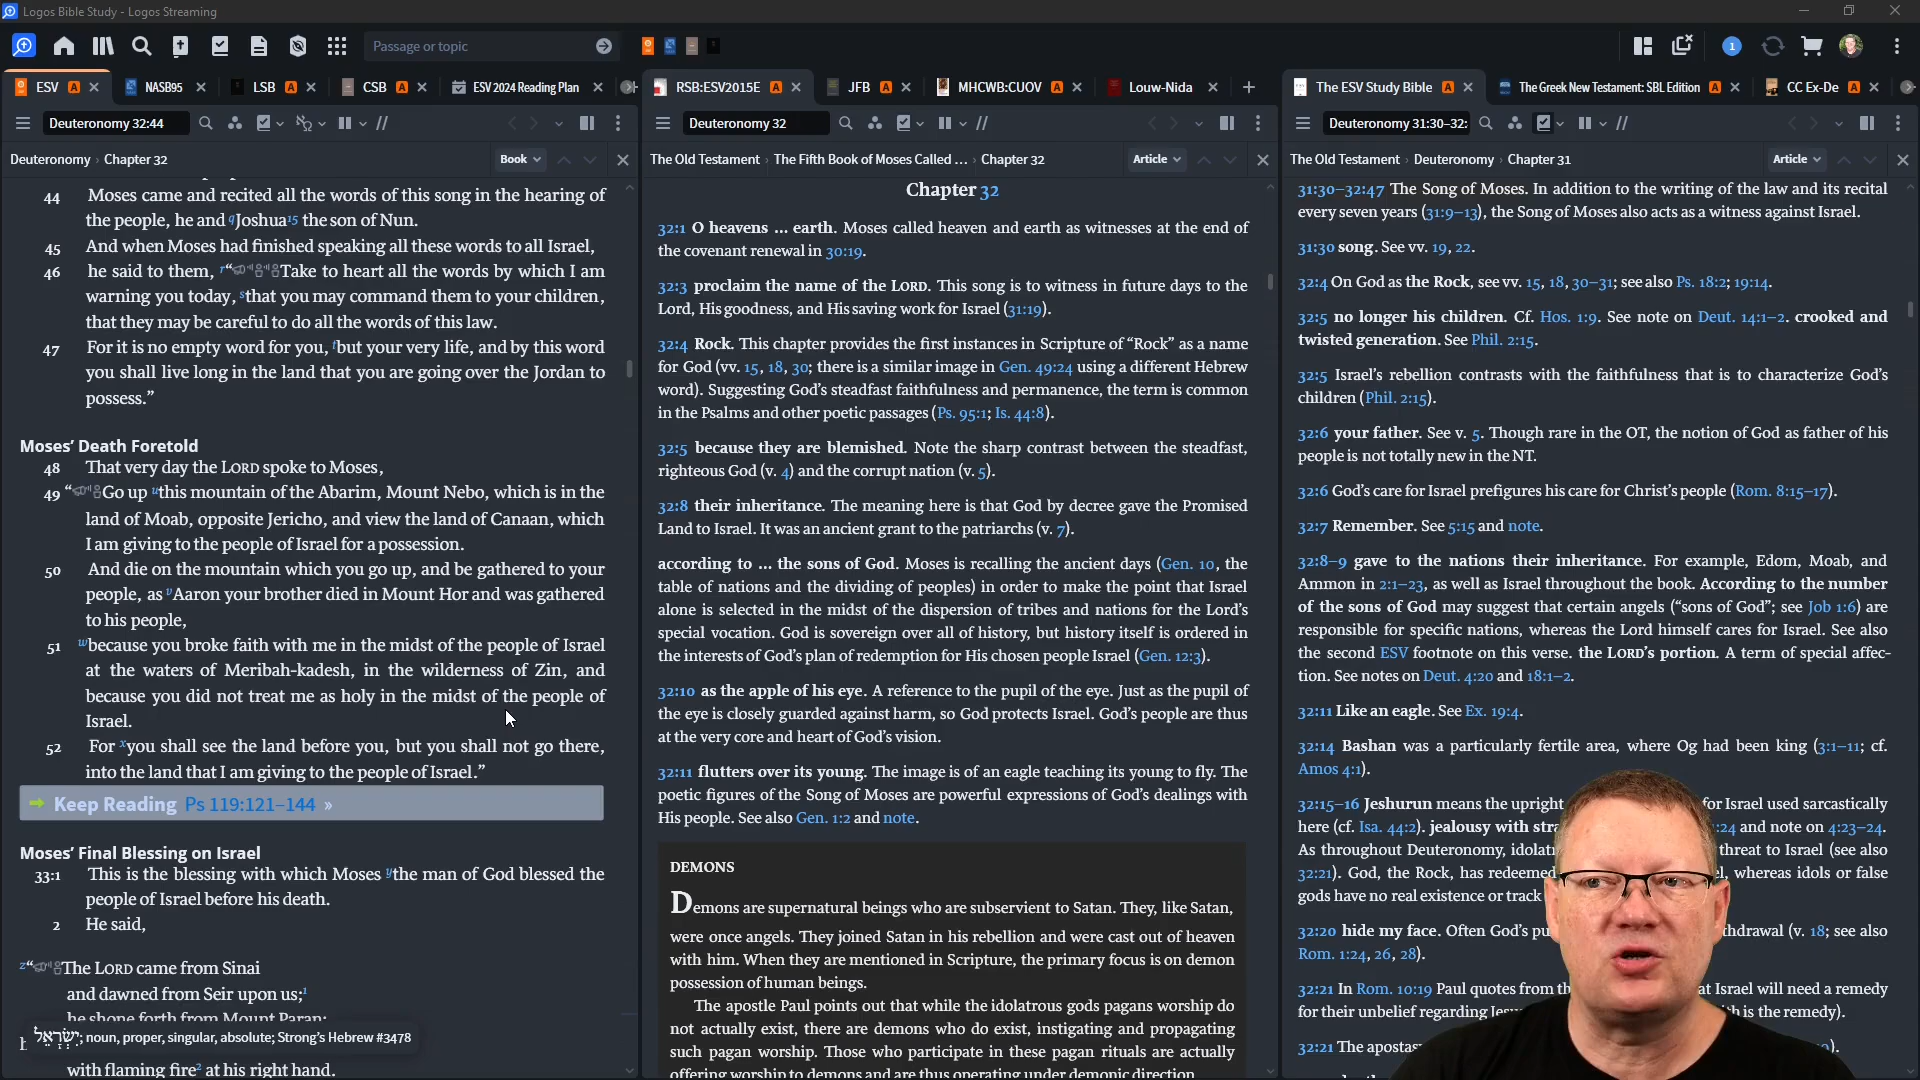 Logos Bible Study - Logos Streaming
Passage or topic
1
ESV A
NASB95
LSB A
CSB A
ESV 2024 Reading Plan
Deuteronomy 32:44
Deuteronomy › Chapter 32
Book
44 Moses came and recited all the words of this song in the hearing of
the people, he and qJoshua15 the son of Nun.
45 And when Moses had finished speaking all these words to all Israel,
46 he said to them, r“Take to heart all the words by which I am
warning you today, sthat you may command them to your children,
that they may be careful to do all the words of this law.
47 For it is no empty word for you, tbut your very life, and by this word
you shall live long in the land that you are going over the Jordan to
possess.”
Moses’ Death Foretold
48 That very day the LORD spoke to Moses,
49 “Go up uthis mountain of the Abarim, Mount Nebo, which is in the
land of Moab, opposite Jericho, and view the land of Canaan, which
I am giving to the people of Israel for a possession.
50 And die on the mountain which you go up, and be gathered to your
people, as vAaron your brother died in Mount Hor and was gathered
to his people,
51 wbecause you broke faith with me in the midst of the people of Israel
at the waters of Meribah-kadesh, in the wilderness of Zin, and
because you did not treat me as holy in the midst of the people of
Israel.
52 For xyou shall see the land before you, but you shall not go there,
into the land that I am giving to the people of Israel.”
Keep Reading Ps 119:121–144 »
Moses’ Final Blessing on Israel
33:1 This is the blessing with which Moses ythe man of God blessed the
people of Israel before his death.
2 He said,
z“The LORD came from Sinai
and dawned from Seir upon us;1
he shone forth from Mount Paran;
יִשְׂרָאֵל; noun, proper, singular, absolute; Strong’s Hebrew #3478
with flaming fire2 at his right hand.
RSB:ESV2015E A
JFB A
MHCWB:CUOV A
Louw-Nida
Deuteronomy 32
The Old Testament › The Fifth Book of Moses Called ... › Chapter 32
Article
Chapter 32
32:1 O heavens ... earth. Moses called heaven and earth as witnesses at the end of
the covenant renewal in 30:19.
32:3 proclaim the name of the LORD. This song is to witness in future days to the
Lord, His goodness, and His saving work for Israel (31:19).
32:4 Rock. This chapter provides the first instances in Scripture of “Rock” as a name
for God (vv. 15, 18, 30; there is a similar image in Gen. 49:24 using a different Hebrew
word). Suggesting God’s steadfast faithfulness and permanence, the term is common
in the Psalms and other poetic passages (Ps. 95:1; Is. 44:8).
32:5 because they are blemished. Note the sharp contrast between the steadfast,
righteous God (v. 4) and the corrupt nation (v. 5).
32:8 their inheritance. The meaning here is that God by decree gave the Promised
Land to Israel. It was an ancient grant to the patriarchs (v. 7).
according to ... the sons of God. Moses is recalling the ancient days (Gen. 10, the
table of nations and the dividing of peoples) in order to make the point that Israel
alone is selected in the midst of the dispersion of tribes and nations for the Lord’s
special vocation. God is sovereign over all of history, but history itself is ordered in
the interests of God’s plan of redemption for His chosen people Israel (Gen. 12:3).
32:10 as the apple of his eye. A reference to the pupil of the eye. Just as the pupil of
the eye is closely guarded against harm, so God protects Israel. God’s people are thus
at the very core and heart of God’s vision.
32:11 flutters over its young. The image is of an eagle teaching its young to fly. The
poetic figures of the Song of Moses are powerful expressions of God’s dealings with
His people. See also Gen. 1:2 and note.
DEMONS
Demons are supernatural beings who are subservient to Satan. They, like Satan,
were once angels. They joined Satan in his rebellion and were cast out of heaven
with him. When they are mentioned in Scripture, the primary focus is on demon
possession of human beings.
The apostle Paul points out that while the idolatrous gods pagans worship do
not actually exist, there are demons who do exist, instigating and propagating
such pagan worship. Those who participate in these pagan rituals are actually
offering worship to demons and are thus operating under demonic direction.
The ESV Study Bible A
The Greek New Testament: SBL Edition A
CC Ex-De A
Deuteronomy 31:30–32:
The Old Testament › Deuteronomy › Chapter 31
Article
31:30–32:47 The Song of Moses. In addition to the writing of the law and its recital
every seven years (31:9–13), the Song of Moses also acts as a witness against Israel.
31:30 song. See vv. 19, 22.
32:4 On God as the Rock, see vv. 15, 18, 30–31; see also Ps. 18:2; 19:14.
32:5 no longer his children. Cf. Hos. 1:9. See note on Deut. 14:1–2. crooked and
twisted generation. See Phil. 2:15.
32:5 Israel’s rebellion contrasts with the faithfulness that is to characterize God’s
children (Phil. 2:15).
32:6 your father. See v. 5. Though rare in the OT, the notion of God as father of his
people is not totally new in the NT.
32:6 God’s care for Israel prefigures his care for Christ’s people (Rom. 8:15–17).
32:7 Remember. See 5:15 and note.
32:8–9 gave to the nations their inheritance. For example, Edom, Moab, and
Ammon in 2:1–23, as well as Israel throughout the book. According to the number
of the sons of God may suggest that certain angels (“sons of God”; see Job 1:6) are
responsible for specific nations, whereas the Lord himself cares for Israel. See also
the second ESV footnote on this verse. the LORD’s portion. A term of special affec-
tion. See notes on Deut. 4:20 and 18:1–2.
32:11 Like an eagle. See Ex. 19:4.
32:14 Bashan was a particularly fertile area, where Og had been king (3:1–11; cf.
Amos 4:1).
32:15–16 Jeshurun means the upright for Israel used sarcastically
here (cf. Isa. 44:2). jealousy with :24 and note on 4:23–24.
As throughout Deuteronomy, threat to Israel (see also
32:21). God, the Rock, has redeemed whereas idols or false
gods have no real existence or track
32:20 hide my face. Often God’s (v. 18; see also
Rom. 1:24, 26, 28).
32:21 In Rom. 10:19 Paul quotes from Israel will need a remedy
for their unbelief regarding is the remedy).
32:21 The